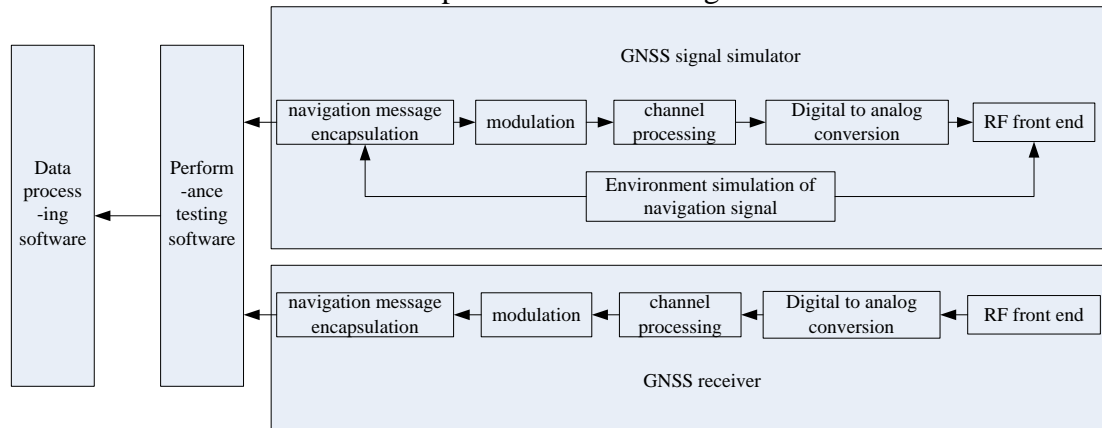 GNSS signal simulator
navigation message
encapsulation
modulation
channel
processing
Digital to analog
conversion
RF front end
Environment simulation of
navigation signal
Data
process
-ing
software
Perform
-ance
testing
software
navigation message
encapsulation
modulation
channel
processing
Digital to analog
conversion
RF front end
GNSS receiver